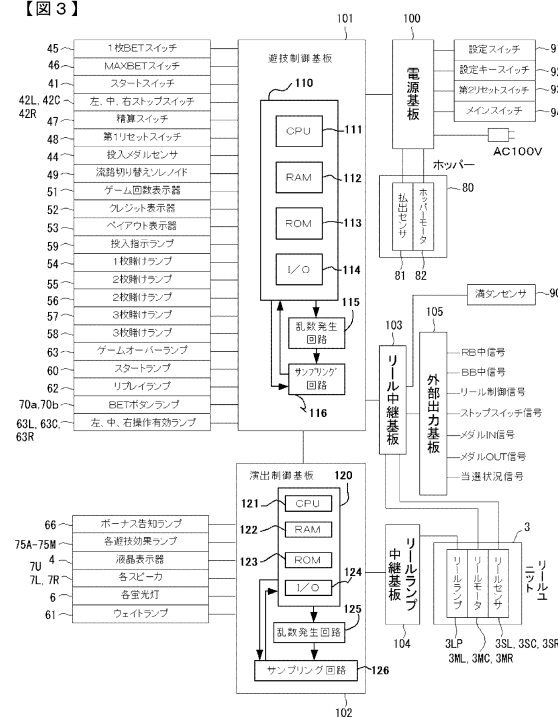 【図３】
45 1枚BETスイッチ
46 MAXBETスイッチ
41 スタートスイッチ
42L, 42C 42R 左、中、右ストップスイッチ
47 精算スイッチ
48 第1リセットスイッチ
44 投入メダルセンサ
49 流路切り替えソレノイド
51 ゲーム回数表示器
52 クレジット表示器
53 ペイアウト表示器
59 投入指示ランプ
54 1枚賭けランプ
55 2枚賭けランプ
56 2枚賭けランプ
57 3枚賭けランプ
58 3枚賭けランプ
63 ゲームオーバーランプ
60 スタートランプ
62 リプレイランプ
70a,70b BETボタンランプ
63L, 63C, 63R 左、中、右操作有効ランプ
101
遊技制御基板
110
CPU 111
RAM 112
ROM 113
I/O 114
乱数発生回路 115
サンプリング回路
116
100
電源基板
設定スイッチ
設定キースイッチ
第2リセットスイッチ
メインスイッチ
AC100V
ホッパー
80
払出センサ
ホッパーモータ
81 82
満タンセンサ 90
103
リール中継基板
105
外部出力基板
RB中信号
BB中信号
リール制御信号
ストップスイッチ信号
メダルIN信号
メダルOUT信号
当選状況信号
演出制御基板 120
121 CPU
122 RAM
123 ROM
I/O 124
乱数発生回路 125
サンプリング回路 126
102
66 ボーナス告知ランプ
75A-75M 各遊技効果ランプ
4 液晶表示器
7U 7L, 7R 各スピーカ
6 各蛍光灯
61 ウェイトランプ
リールランプ中継基板
104
3
リールランプ
リールモータ
リールセンサ
リールユニット
3LP
3ML, 3MC, 3MR
3SL, 3SC, 3SR